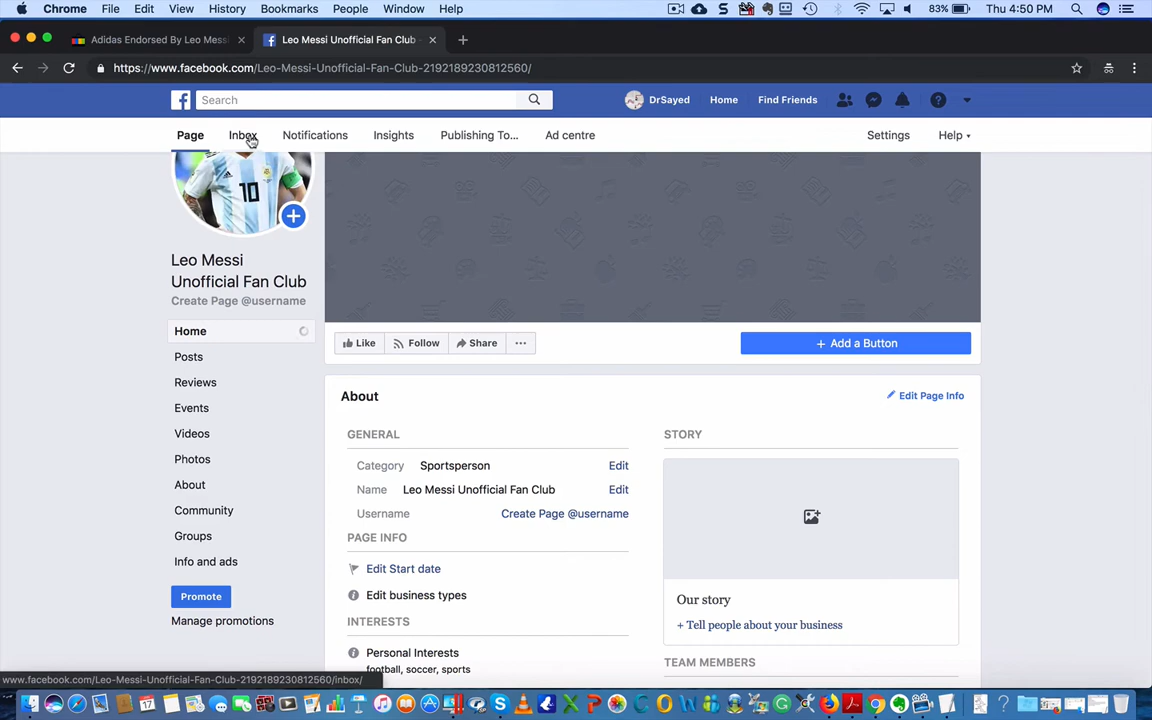 Chrome File Edit View History Bookmarks People Window Help 83% Thu 4:50 PM
Adidas Endorsed By Leo Mess Leo Messi Unofficial Fan Club
https://www.facebook.com/Leo-Messi-Unofficial-Fan-Club-2192189230812560/
Search DrSayed Home Find Friends
Page Inbox Notifications Insights Publishing To... Ad centre Settings Help
10
Leo Messi
Unofficial Fan Club
Create Page @username
Home
Posts
Reviews
Events
Videos
Photos
About
Community
Groups
Info and ads
Promote
Manage promotions
Like Follow Share ... + Add a Button
About Edit Page Info
GENERAL
Category Sportsperson Edit
Name Leo Messi Unofficial Fan Club Edit
Username Create Page @username
PAGE INFO
Edit Start date
Edit business types
INTERESTS
Personal Interests
football, soccer, sports
STORY
Our story
+ Tell people about your business
TEAM MEMBERS
www.facebook.com/Leo-Messi-Unofficial-Fan-Club-2192189230812560/inbox/
17